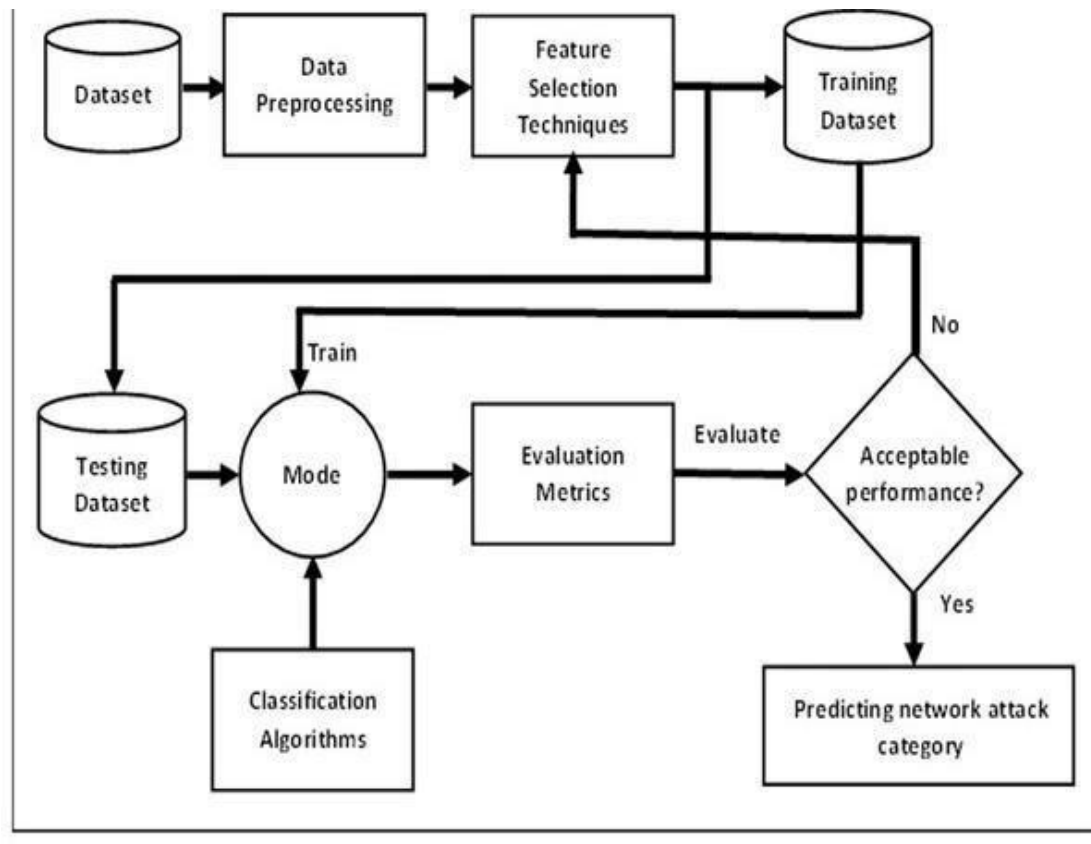 Dataset
Data
Preprocessing
Feature
Selection
Techniques
Training
Dataset
No
Train
Testing
Dataset
Mode
Evaluation
Metrics
Evaluate
Acceptable
performance?
Yes
Classification
Algorithms
Predicting network attack
category